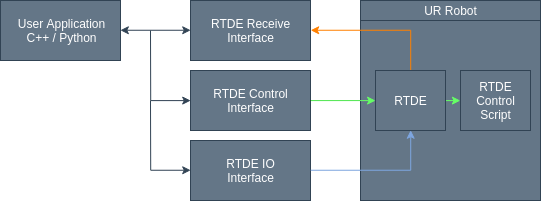 User Application
C++ / Python
RTDE Receive
Interface
RTDE Control
Interface
RTDE IO
Interface
UR Robot
RTDE
RTDE
Control
Script